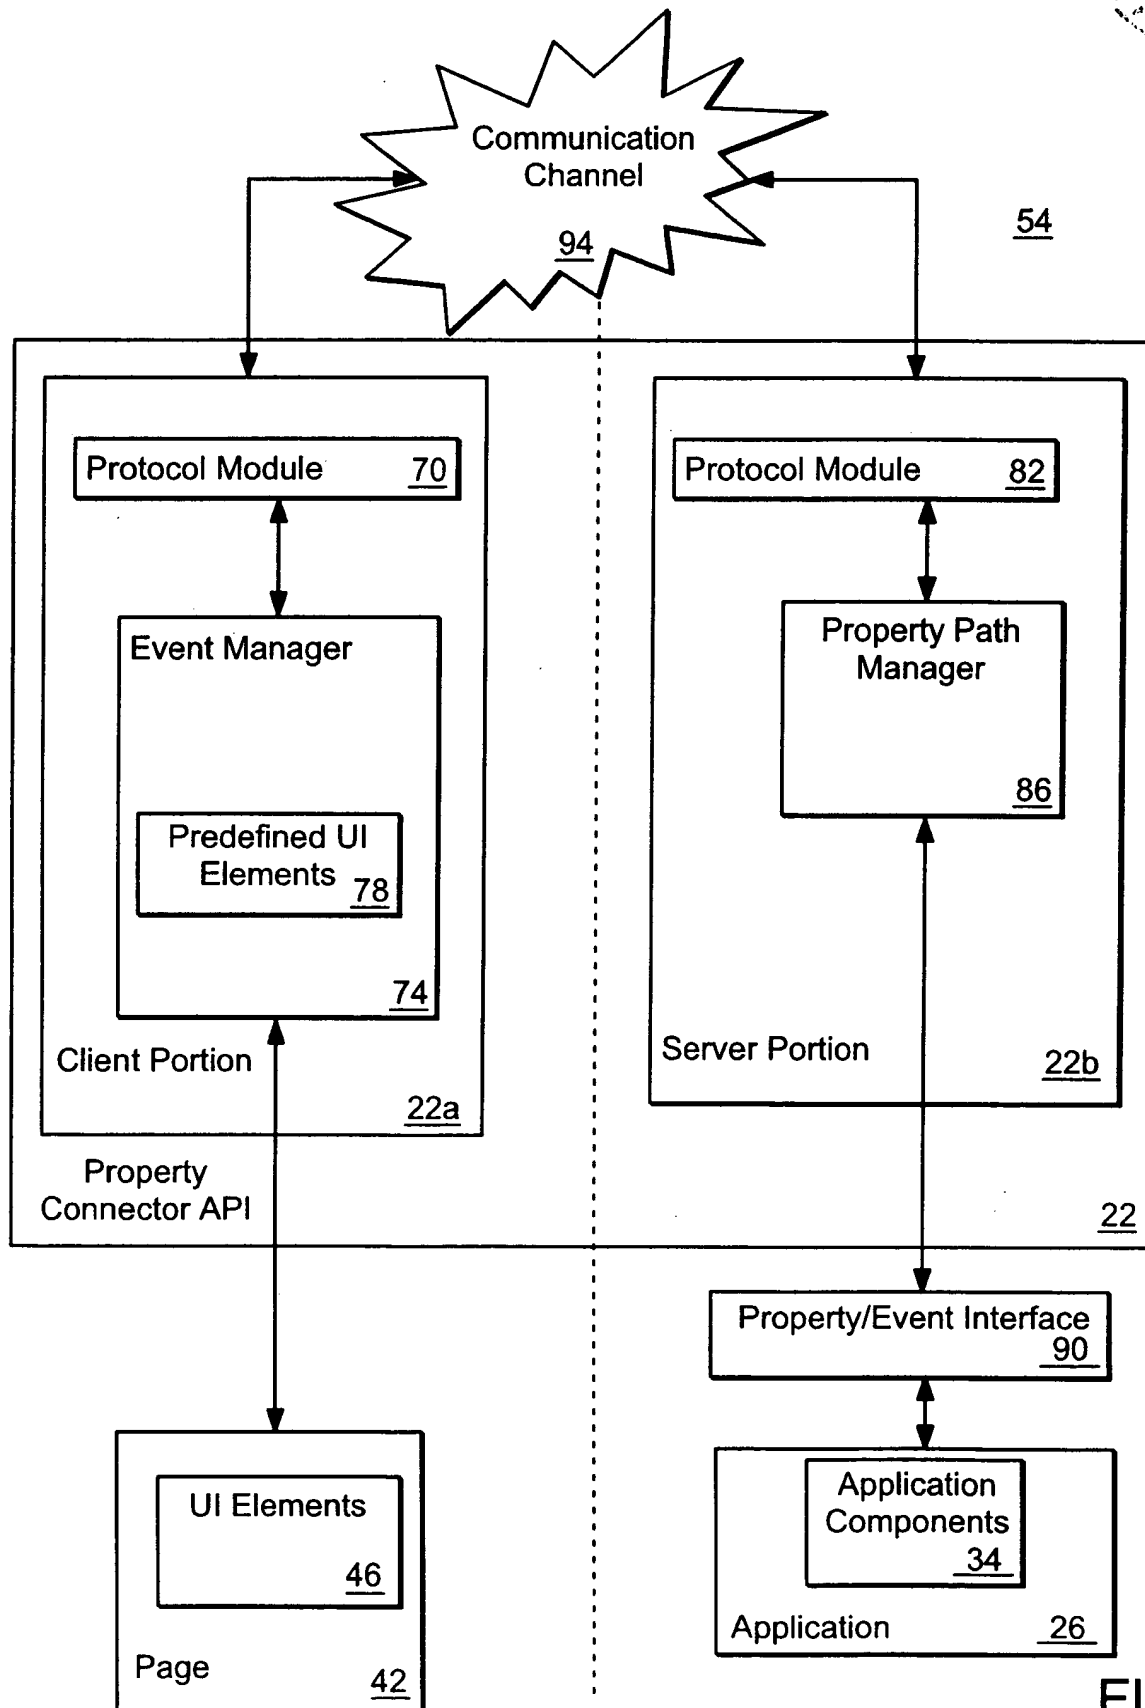 Communication
Channel
94
54
Protocol Module 70
Protocol Module 82
Event Manager
Property Path
Manager
86
Predefined UI
Elements 78
74
Client Portion
22a
Server Portion
22b
Property
Connector API
22
Property/Event Interface
90
UI Elements
46
Application
Components
34
Application 26
Page
42